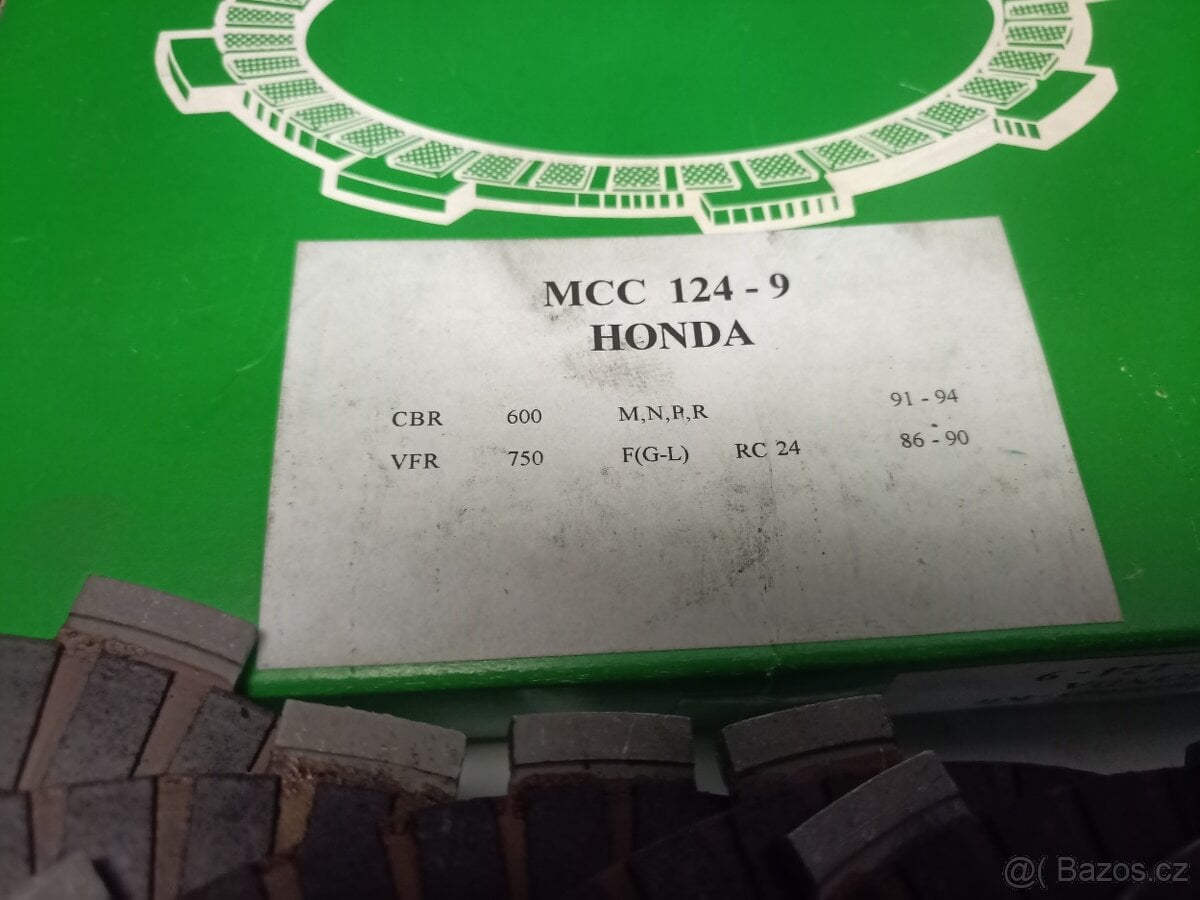 MCC 124 - 9
HONDA
CBR 600 M,N,P,R 91 - 94
VFR 750 F(G-L) RC 24 86 - 90
@( Bazos.cz